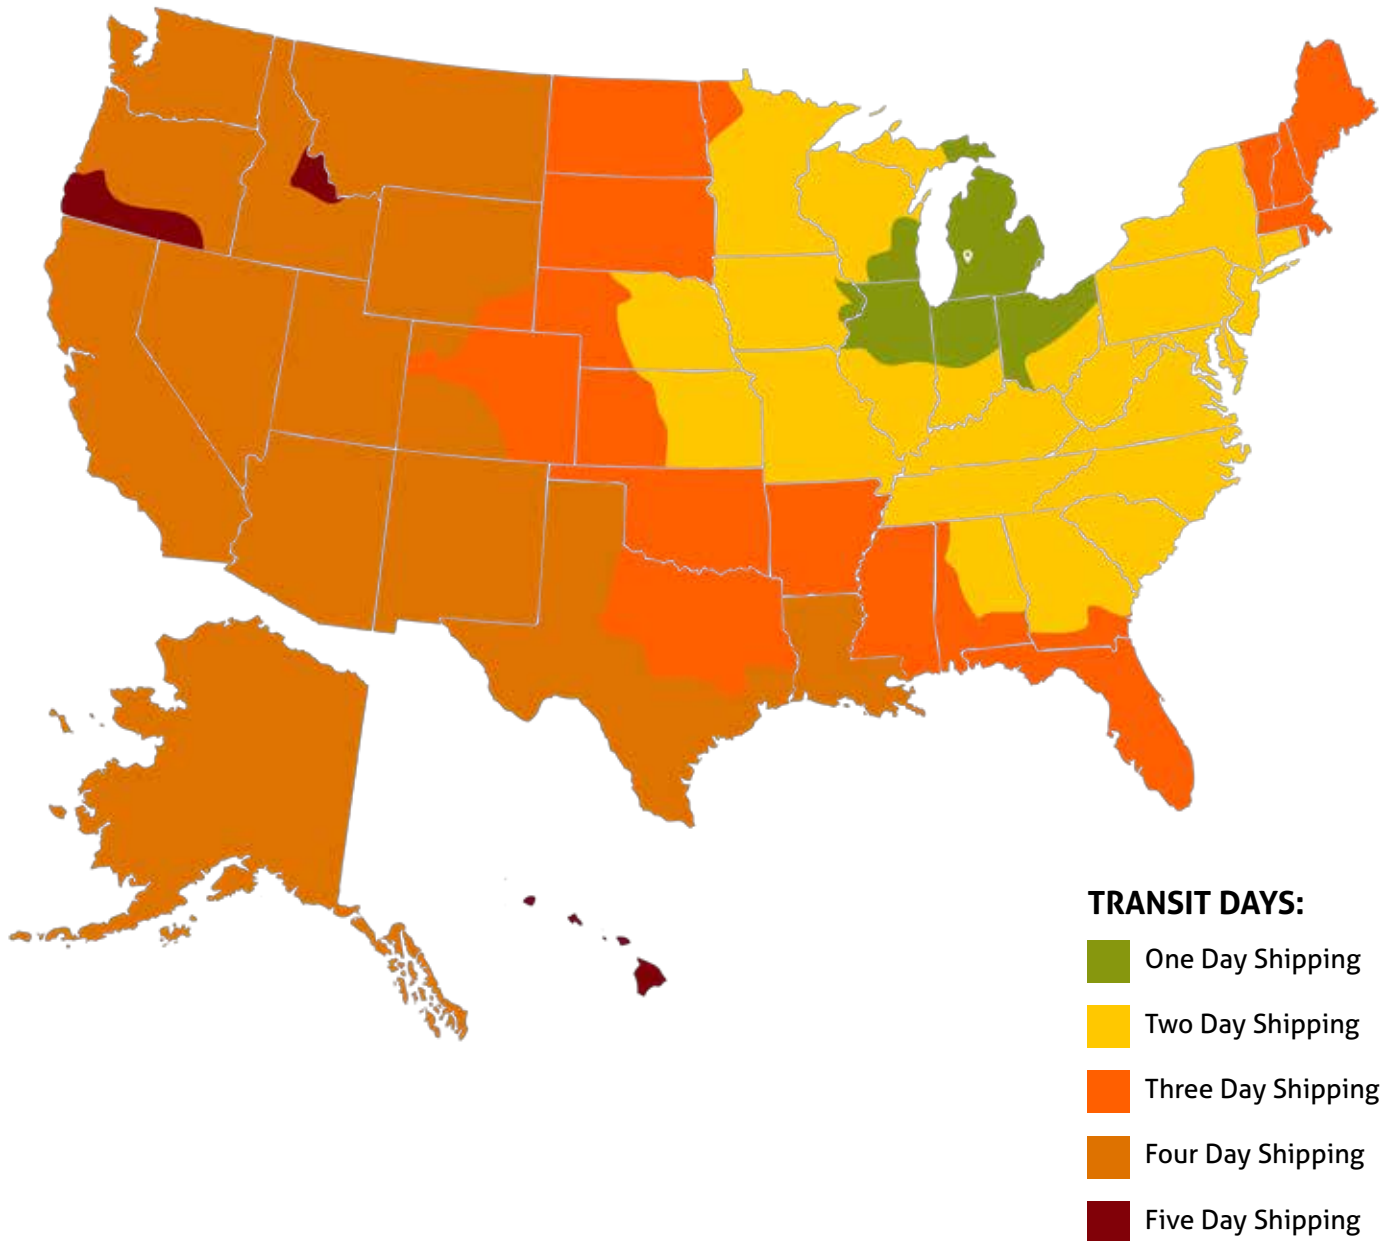 TRANSIT DAYS:
One Day Shipping
Two Day Shipping
Three Day Shipping
Four Day Shipping
Five Day Shipping